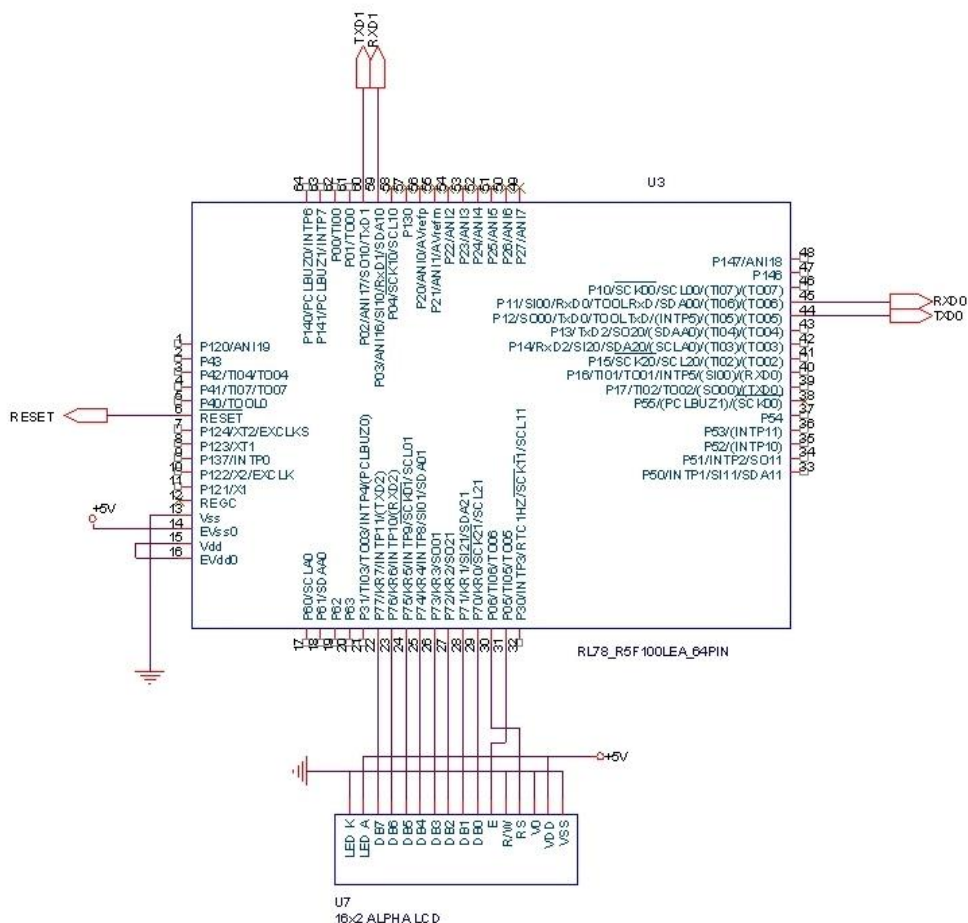 TXD1
RXD1
64
63
62
61
60
59
58
57
56
55
54
53
52
51
50
49
U3
P140/PCLBUZ0/INTP6
P141/PCLBUZ1/INTP7
P00/TI00
P01/TO00
P02/ANI17/SO10/TxD1
P03/ANI16/SI10/RxD1/SDA10
P04/SCK10/SCL10
P130
P20/ANI0/AVrefp
P21/ANI1/AVrefm
P22/ANI2
P23/ANI3
P24/ANI4
P25/ANI5
P26/ANI6
P27/ANI7
P147/ANI18 48
P146 47
P10/SCK00/SCL00/(TI07)/(TO07) 46
P11/SI00/RxD0/TOOLRxD/SDA00/(TI06)/(TO06) 45 RXD0
P12/SO00/TxD0/TOOLTxD/(INTP5)/(TI05)/(TO05) 44 TXD0
P13/TxD2/SO20/(SDAA0)/(TI04)/(TO04) 43
P14/RxD2/SI20/SDA20/(SCLA0)/(TI03)/(TO03) 42
P15/SCK20/SCL20/(TI02)/(TO02) 41
P16/TI01/TO01/INTP5/(SI00)/(RXD0) 40
P17/TI02/TO02/(SO00)/(TXD0) 39
P55/(PCLBUZ1)/(SCK00) 38
P54 37
P53/(INTP11) 36
P52/(INTP10) 35
P51/INTP2/SO11 34
P50/INTP1/SI11/SDA11 33
1 P120/ANI19
2 P43
3 P42/TI04/TO04
4 P41/TI07/TO07
5 P40/TOOL0
RESET 6 RESET
7 P124/XT2/EXCLKS
8 P123/XT1
9 P137/INTP0
10 P122/X2/EXCLK
11 P121/X1
12 REGC
13 Vss
+5V 14 EVss0
15 Vdd
16 EVdd0
P60/SCLA0
P61/SDAA0
P62
P63
P31/TI03/TO03/INTP4/(PCLBUZ0)
P77/KR7/INTP11/(TXD2)
P76/KR6/INTP10/(RXD2)
P75/KR5/INTP9/SCK01/SCL01
P74/KR4/INTP8/SI01/SDA01
P73/KR3/SO01
P72/KR2/SO21
P71/KR1/SI21/SDA21
P70/KR0/SCK21/SCL21
P06/TI06/TO06
P05/TI05/TO05
P30/INTP3/RTC1HZ/SCK11/SCL11
17
18
19
20
21
22
23
24
25
26
27
28
29
30
31
32
RL78_R5F100LEA_64PIN
+5V
LED K
LED A
DB7
DB6
DB5
DB4
DB3
DB2
DB1
DB0
E
R/W
RS
V0
VDD
VSS
U7
16x2 ALPHA LCD